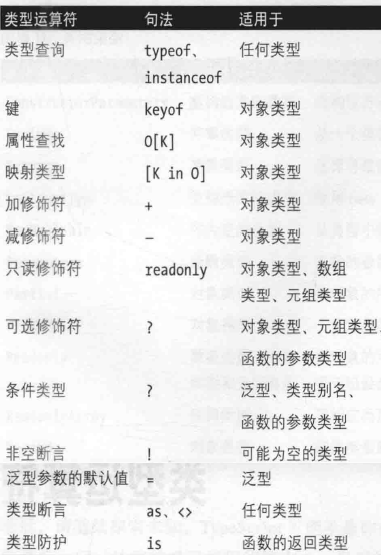 类型运算符 句法 适用于
类型查询 typeof、 任何类型
instanceof
键 keyof 对象类型
属性查找 O[K] 对象类型
映射类型 [K in O] 对象类型
加修饰符 + 对象类型
减修饰符 – 对象类型
只读修饰符 readonly 对象类型、数组
类型、元组类型
可选修饰符 ? 对象类型、元组类型、
函数的参数类型
条件类型 ? 泛型、类型别名、
函数的参数类型
非空断言 ! 可能为空的类型
泛型参数的默认值 = 泛型
类型断言 as、<> 任何类型
类型防护 is 函数的返回类型